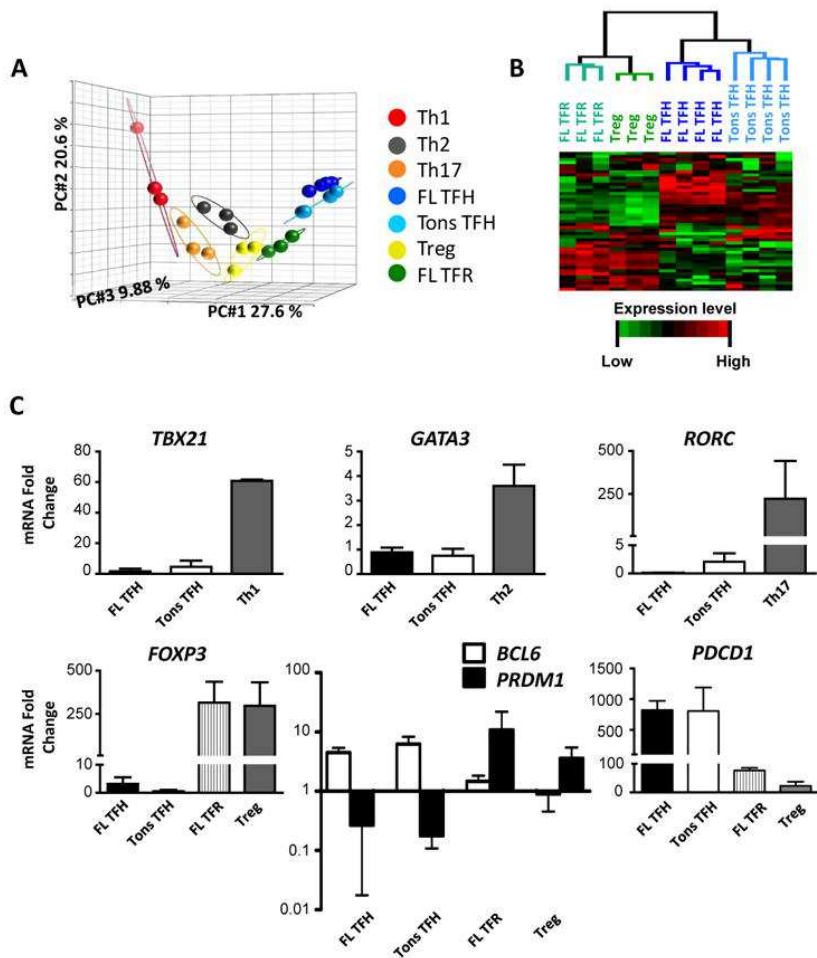 A
PC#2 20.6 %
PC#3 9.88 %
PC#1 27.6 %
Th1
Th2
Th17
FL TFH
Tons TFH
Treg
FL TFR
B
FL TFR
FL TFR
FL TFR
Treg
Treg
Treg
FL TFH
FL TFH
FL TFH
FL TFH
Tons TFH
Tons TFH
Tons TFH
Tons TFH
Expression level
Low High
C
TBX21
mRNA Fold
Change
80
60
40
20
0
FL TFH
Tons TFH
Th1
GATA3
5
4
3
2
1
0
FL TFH
Tons TFH
Th2
RORC
500
250
5
0
FL TFH
Tons TFH
Th17
FOXP3
mRNA Fold
Change
500
250
10
0
FL TFH
Tons TFH
FL TFR
Treg
BCL6
PRDM1
100
10
1
0.1
0.01
FL TFH
Tons TFH
FL TFR
Treg
PDCD1
1500
1000
500
100
0
FL TFH
Tons TFH
FL TFR
Treg